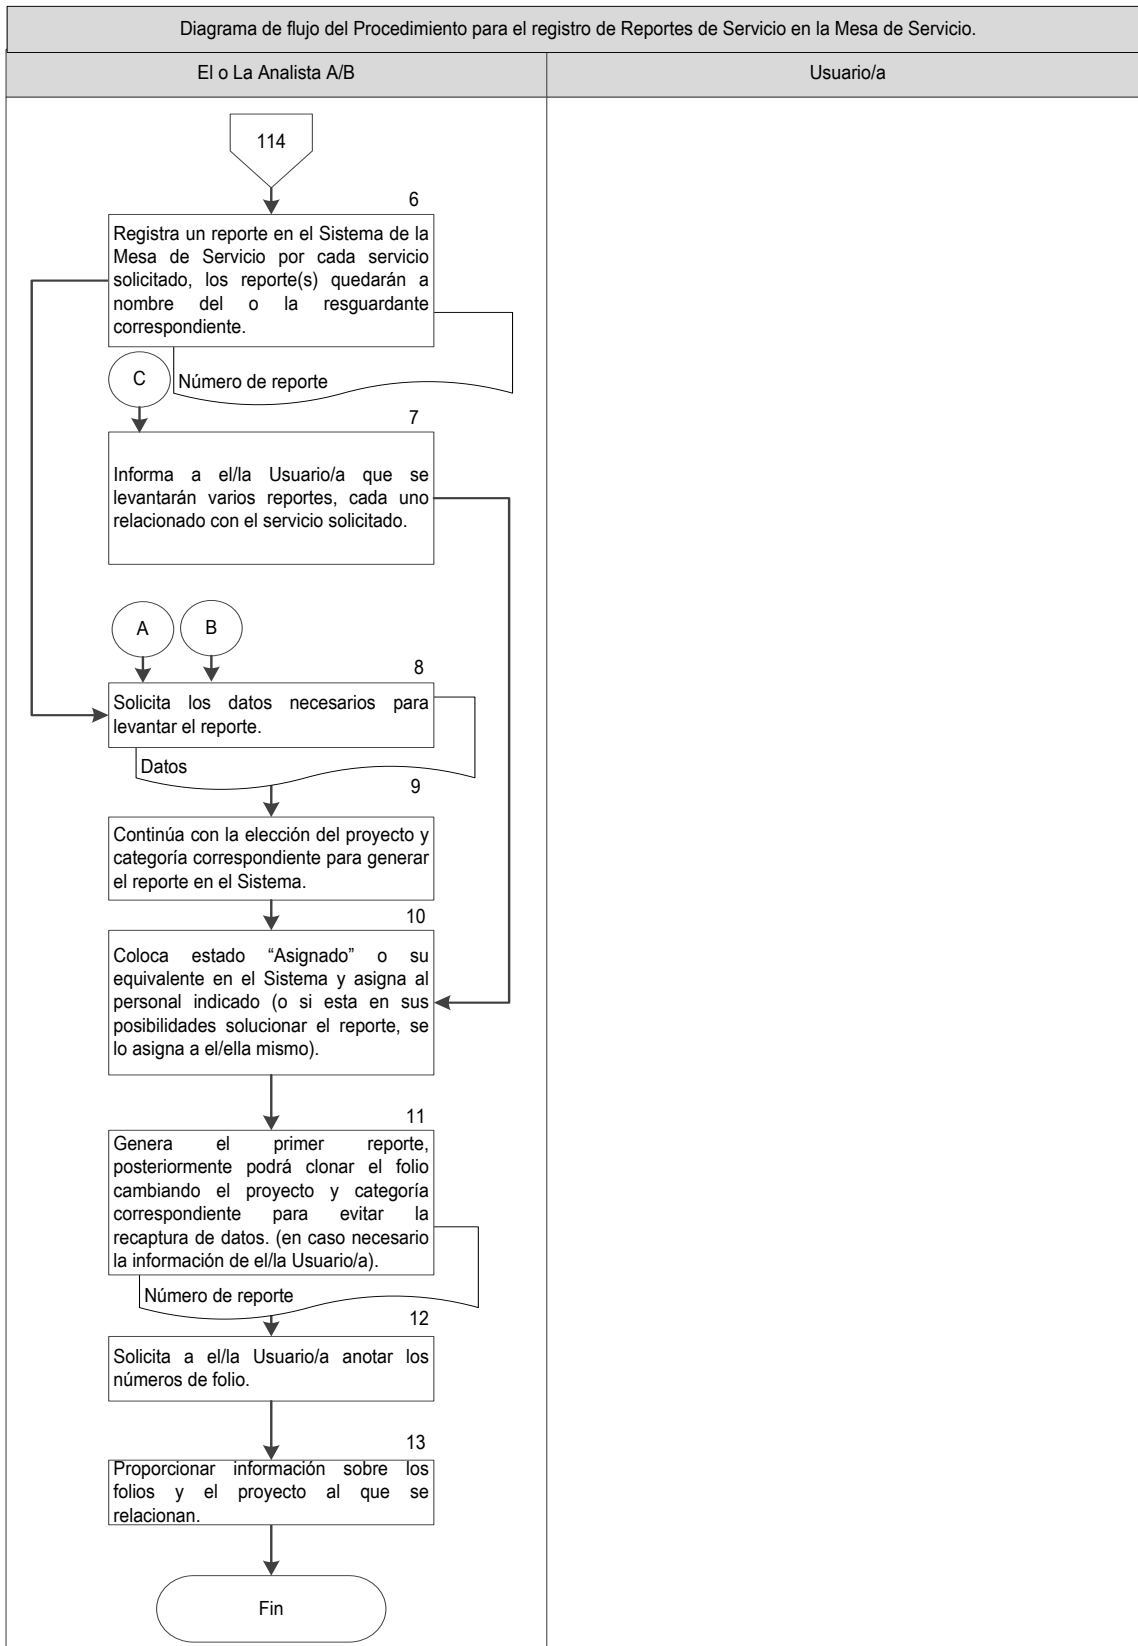 Diagrama de flujo del Procedimiento para el registro de Reportes de Servicio en la Mesa de Servicio.
El o La Analista A/B
Usuario/a
114
6
Registra un reporte en el Sistema de la
Mesa de Servicio por cada servicio
solicitado, los reporte(s) quedarán a
nombre del o la resguardante
correspondiente.
Número de reporte
C
7
Informa a el/la Usuario/a que se
levantarán varios reportes, cada uno
relacionado con el servicio solicitado.
A
B
8
Solicita los datos necesarios para
levantar el reporte.
Datos
9
Continúa con la elección del proyecto y
categoría correspondiente para generar
el reporte en el Sistema.
10
Coloca estado “Asignado” o su
equivalente en el Sistema y asigna al
personal indicado (o si esta en sus
posibilidades solucionar el reporte, se
lo asigna a el/ella mismo).
11
Genera el primer reporte,
posteriormente podrá clonar el folio
cambiando el proyecto y categoría
correspondiente para evitar la
recaptura de datos. (en caso necesario
la información de el/la Usuario/a).
Número de reporte
12
Solicita a el/la Usuario/a anotar los
números de folio.
13
Proporcionar información sobre los
folios y el proyecto al que se
relacionan.
Fin